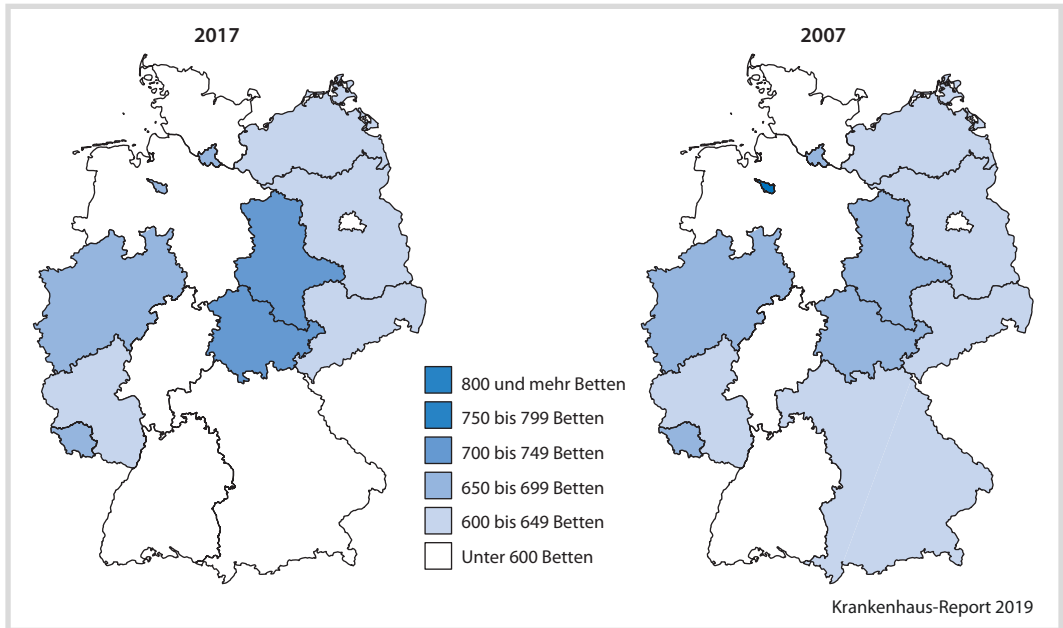 2017
2007
800 und mehr Betten
750 bis 799 Betten
700 bis 749 Betten
650 bis 699 Betten
600 bis 649 Betten
Unter 600 Betten
Krankenhaus-Report 2019